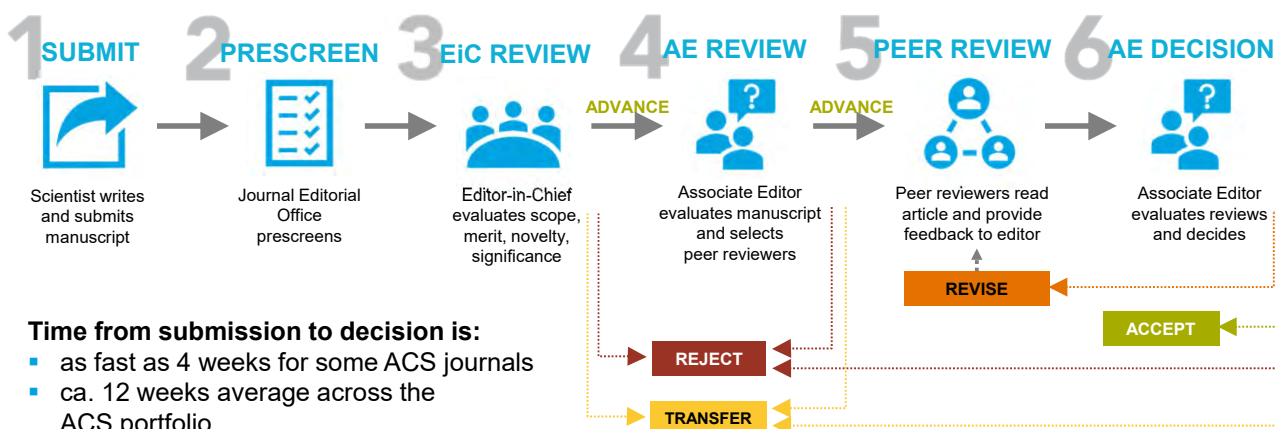 1 SUBMIT
2 PRESCREEN
3 EiC REVIEW
4 AE REVIEW
5 PEER REVIEW
6 AE DECISION
?
?
ADVANCE
ADVANCE
Scientist writes
and submits
manuscript
Journal Editorial
Office
prescreens
Editor-in-Chief
evaluates scope,
merit, novelty,
significance
Associate Editor
evaluates manuscript
and selects
peer reviewers
Peer reviewers read
article and provide
feedback to editor
Associate Editor
evaluates reviews
and decides
REVISE
ACCEPT
REJECT
TRANSFER
Time from submission to decision is:
▪ as fast as 4 weeks for some ACS journals
▪ ca. 12 weeks average across the
ACS portfolio